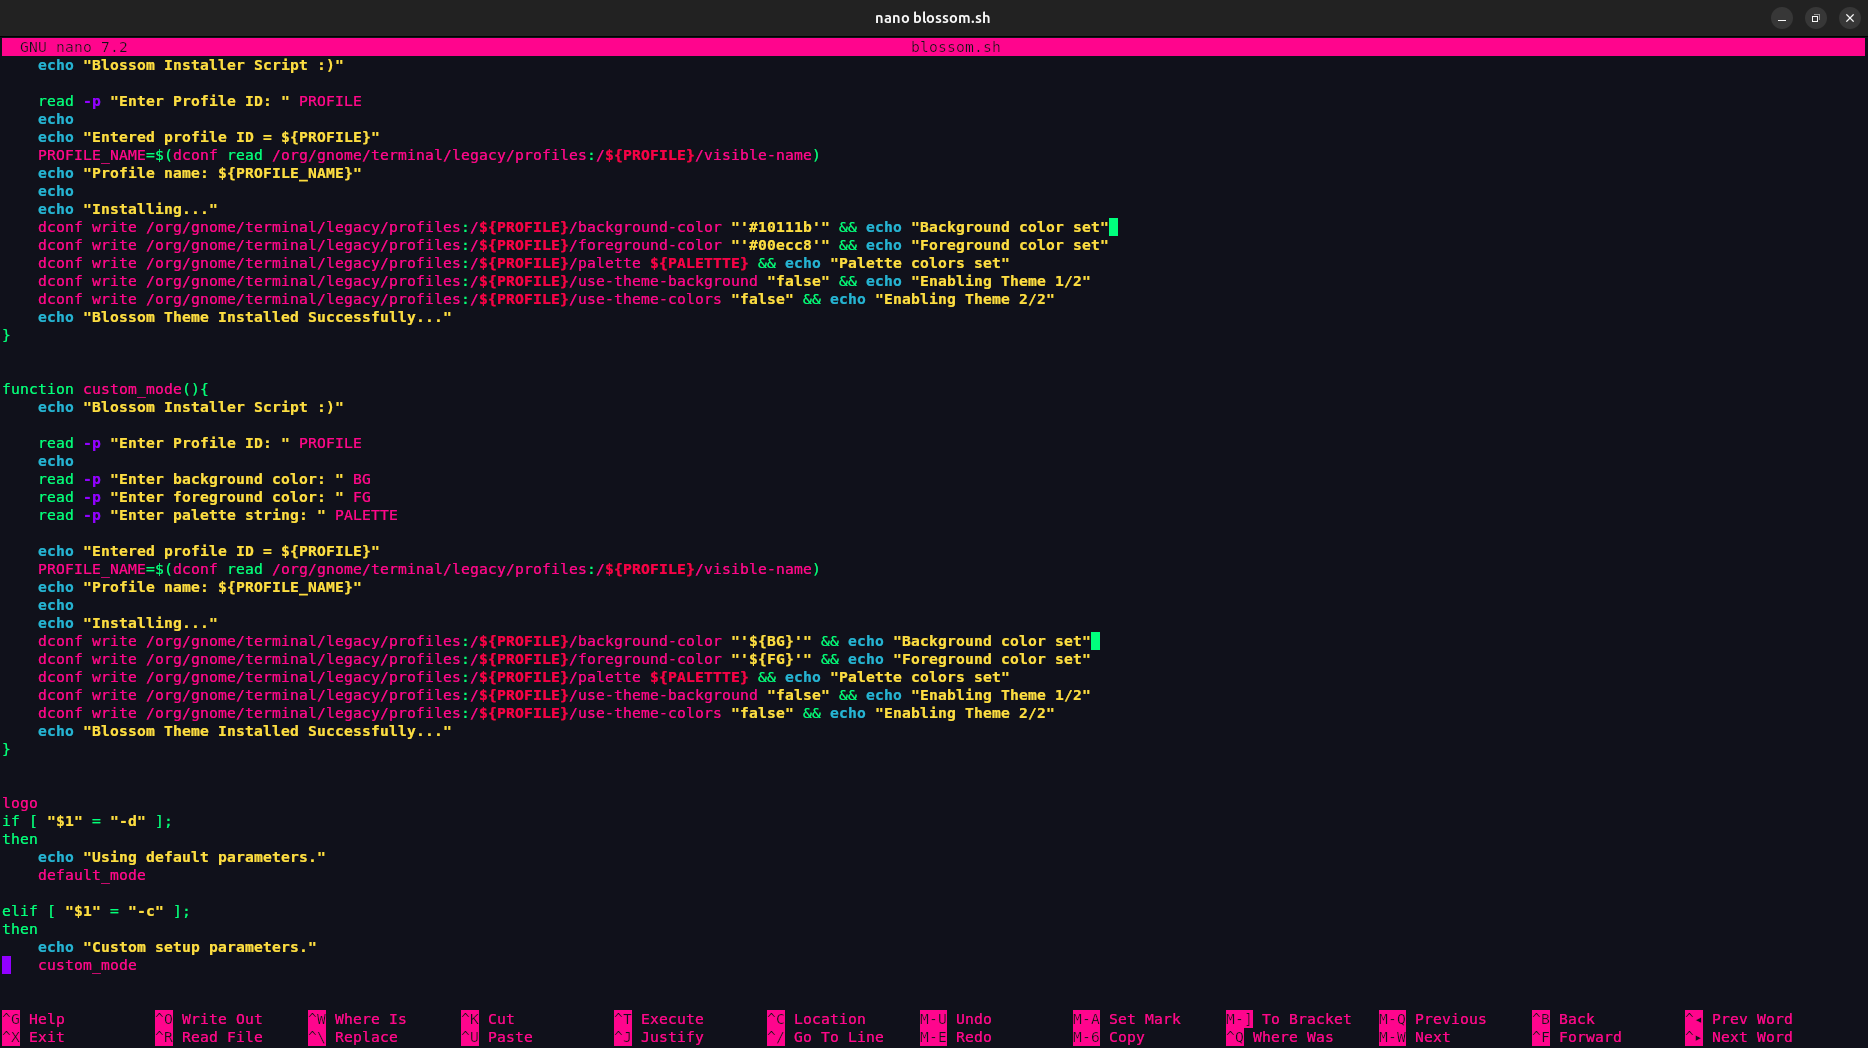 nano blossom.sh
GNU nano 7.2 blossom.sh
echo "Blossom Installer Script :)"
read -p "Enter Profile ID: " PROFILE
echo
echo "Entered profile ID = ${PROFILE}"
PROFILE_NAME=$(dconf read /org/gnome/terminal/legacy/profiles:/${PROFILE}/visible-name)
echo "Profile name: ${PROFILE_NAME}"
echo
echo "Installing..."
dconf write /org/gnome/terminal/legacy/profiles:/${PROFILE}/background-color "'#10111b'" && echo "Background color set"
dconf write /org/gnome/terminal/legacy/profiles:/${PROFILE}/foreground-color "'#00ecc8'" && echo "Foreground color set"
dconf write /org/gnome/terminal/legacy/profiles:/${PROFILE}/palette ${PALETTTE} && echo "Palette colors set"
dconf write /org/gnome/terminal/legacy/profiles:/${PROFILE}/use-theme-background "false" && echo "Enabling Theme 1/2"
dconf write /org/gnome/terminal/legacy/profiles:/${PROFILE}/use-theme-colors "false" && echo "Enabling Theme 2/2"
echo "Blossom Theme Installed Successfully..."
}
function custom_mode(){
echo "Blossom Installer Script :)"
read -p "Enter Profile ID: " PROFILE
echo
read -p "Enter background color: " BG
read -p "Enter foreground color: " FG
read -p "Enter palette string: " PALETTE
echo "Entered profile ID = ${PROFILE}"
PROFILE_NAME=$(dconf read /org/gnome/terminal/legacy/profiles:/${PROFILE}/visible-name)
echo "Profile name: ${PROFILE_NAME}"
echo
echo "Installing..."
dconf write /org/gnome/terminal/legacy/profiles:/${PROFILE}/background-color "'${BG}'" && echo "Background color set"
dconf write /org/gnome/terminal/legacy/profiles:/${PROFILE}/foreground-color "'${FG}'" && echo "Foreground color set"
dconf write /org/gnome/terminal/legacy/profiles:/${PROFILE}/palette ${PALETTTE} && echo "Palette colors set"
dconf write /org/gnome/terminal/legacy/profiles:/${PROFILE}/use-theme-background "false" && echo "Enabling Theme 1/2"
dconf write /org/gnome/terminal/legacy/profiles:/${PROFILE}/use-theme-colors "false" && echo "Enabling Theme 2/2"
echo "Blossom Theme Installed Successfully..."
}
logo
if [ "$1" = "-d" ];
then
echo "Using default parameters."
default_mode
elif [ "$1" = "-c" ];
then
echo "Custom setup parameters."
custom_mode
^G Help ^O Write Out ^W Where Is ^K Cut ^T Execute ^C Location M-U Undo M-A Set Mark M-] To Bracket M-Q Previous ^B Back ^◂ Prev Word
^X Exit ^R Read File ^\ Replace ^U Paste ^J Justify ^/ Go To Line M-E Redo M-6 Copy ^Q Where Was M-W Next ^F Forward ^▸ Next Word